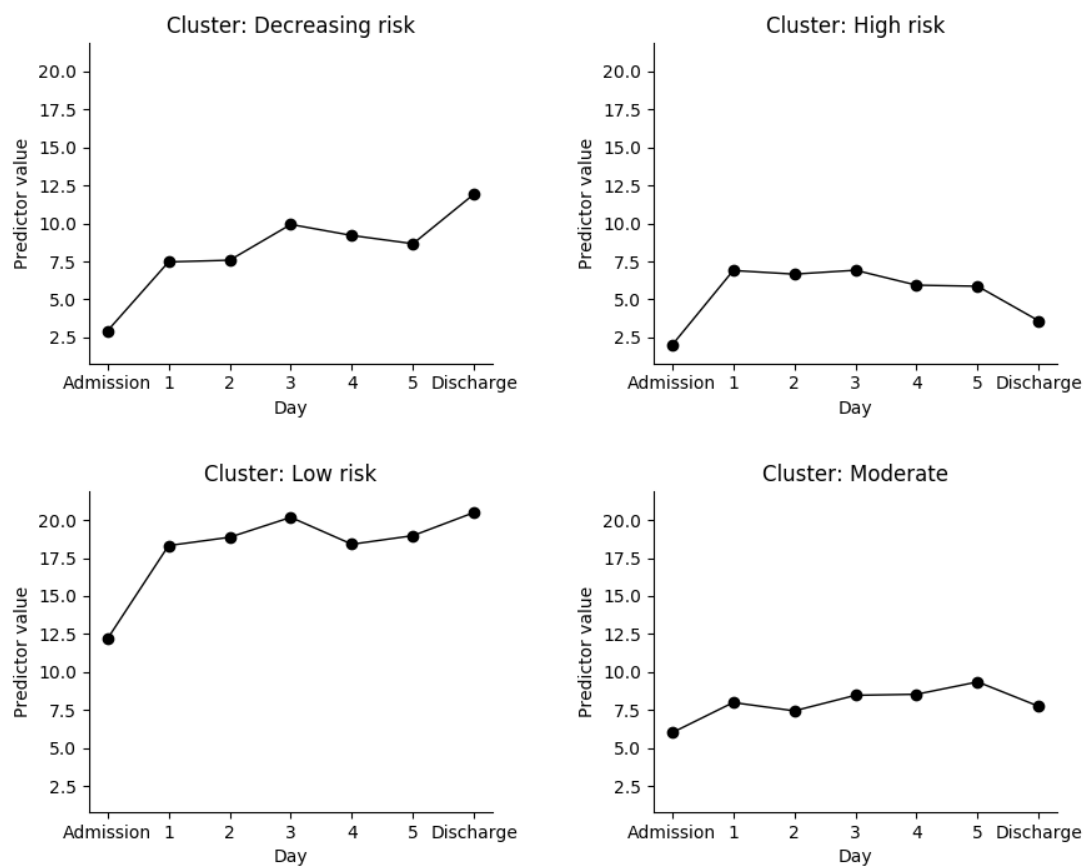 Cluster: Decreasing risk
20.0
17.5
15.0
12.5
10.0
7.5
5.0
2.5
Predictor value
Admission 1 2 3 4 5 Discharge
Day
Cluster: High risk
20.0
17.5
15.0
12.5
10.0
7.5
5.0
2.5
Predictor value
Admission 1 2 3 4 5 Discharge
Day
Cluster: Low risk
20.0
17.5
15.0
12.5
10.0
7.5
5.0
2.5
Predictor value
Admission 1 2 3 4 5 Discharge
Day
Cluster: Moderate
20.0
17.5
15.0
12.5
10.0
7.5
5.0
2.5
Predictor value
Admission 1 2 3 4 5 Discharge
Day